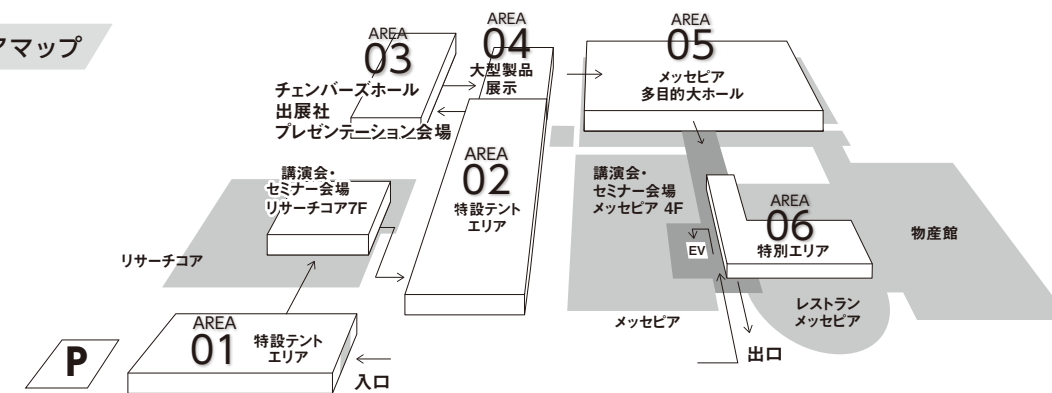 アマップ
AREA
03
チェンバーズホール
出展社
プレゼンテーション会場
AREA
04
大型製品
展示
AREA
05
メッセピア
多目的大ホール
AREA
02
特設テント
エリア
講演会・
セミナー会場
リサーチコア7F
リサーチコア
講演会・
セミナー会場
メッセピア 4F
EV
AREA
06
特別エリア
物産館
レストラン
メッセピア
メッセピア
出口
AREA
01
特設テント
エリア
入口
P